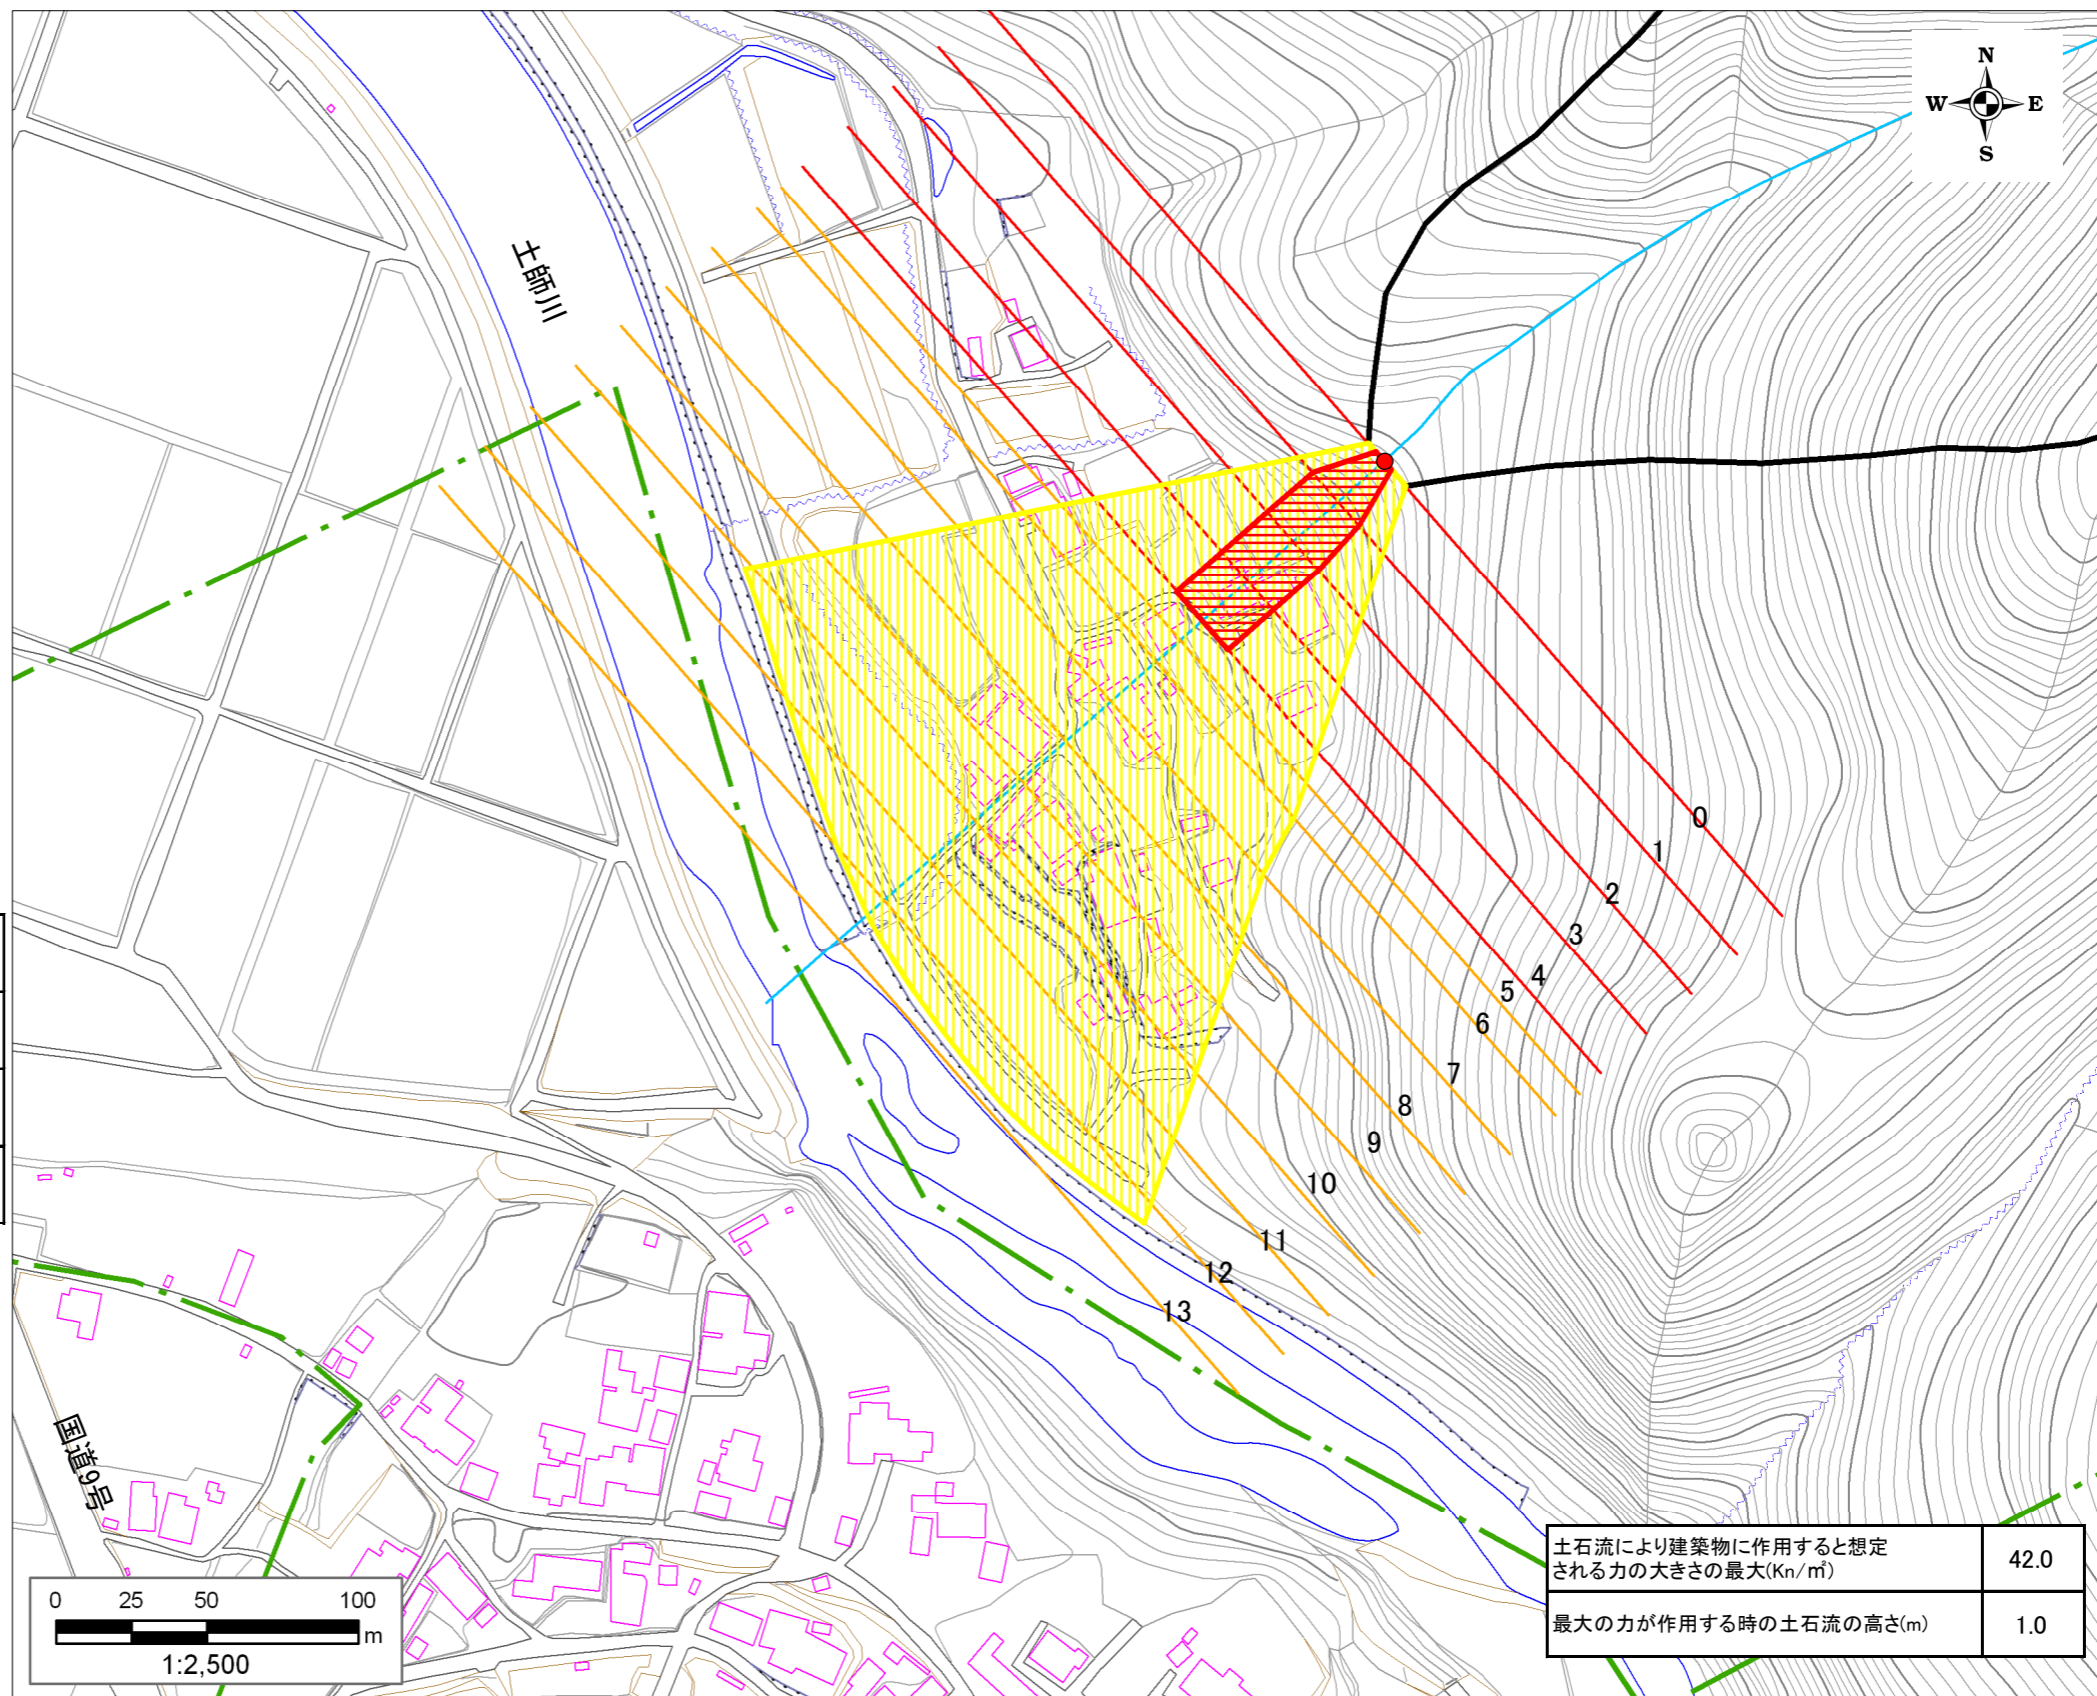 N
W E
S
土師川
0
1
2
3
4
5
6
7
8
9
10
11
12
13
国道9号
土石流により建築物に作用すると想定
される力の大きさの最大(Kn/㎡)
42.0
最大の力が作用する時の土石流の高さ(m)
1.0
0 25 50 100
m
1:2,500